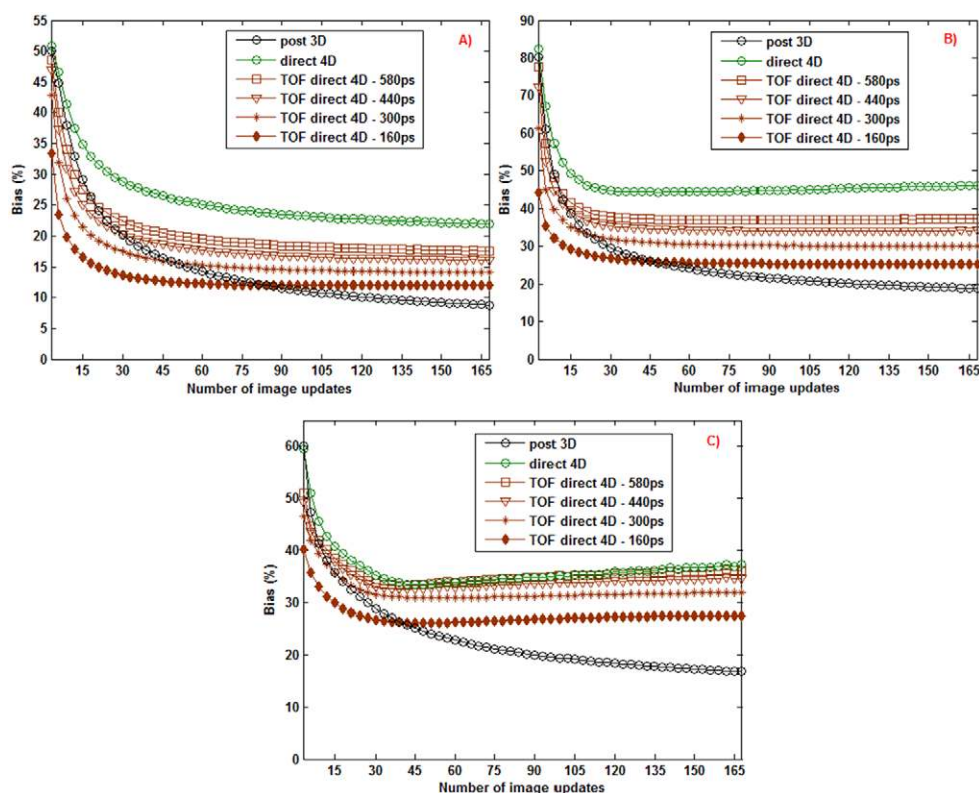 A)
post 3D
direct 4D
TOF direct 4D - 580ps
TOF direct 4D - 440ps
TOF direct 4D - 300ps
TOF direct 4D - 160ps
55
50
45
40
35
30
25
20
15
10
5
0
Bias (%)
15 30 45 60 75 90 105 120 135 150 165
Number of image updates
B)
post 3D
direct 4D
TOF direct 4D - 580ps
TOF direct 4D - 440ps
TOF direct 4D - 300ps
TOF direct 4D - 160ps
90
80
70
60
50
40
30
20
10
0
Bias (%)
15 30 45 60 75 90 105 120 135 150 165
Number of image updates
C)
post 3D
direct 4D
TOF direct 4D - 580ps
TOF direct 4D - 440ps
TOF direct 4D - 300ps
TOF direct 4D - 160ps
60
50
40
30
20
10
0
Bias (%)
15 30 45 60 75 90 105 120 135 150 165
Number of image updates